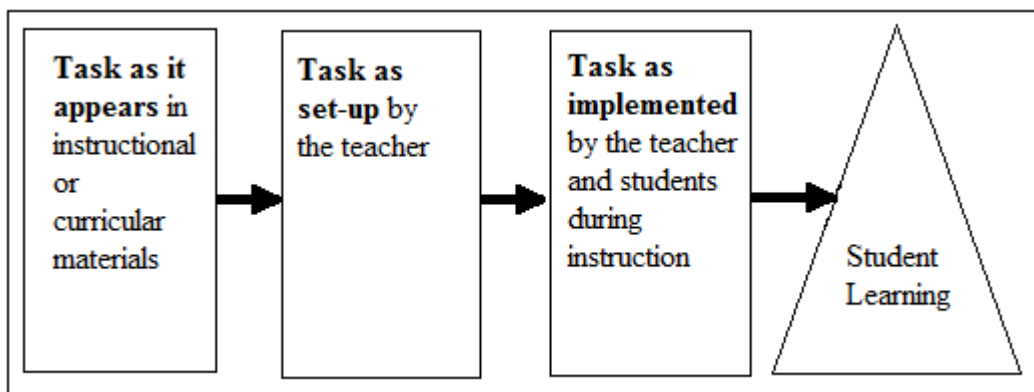 Task as it
appears in
instructional
or
curricular
materials
Task as
set-up by
the teacher
Task as
implemented
by the teacher
and students
during
instruction
Student
Learning